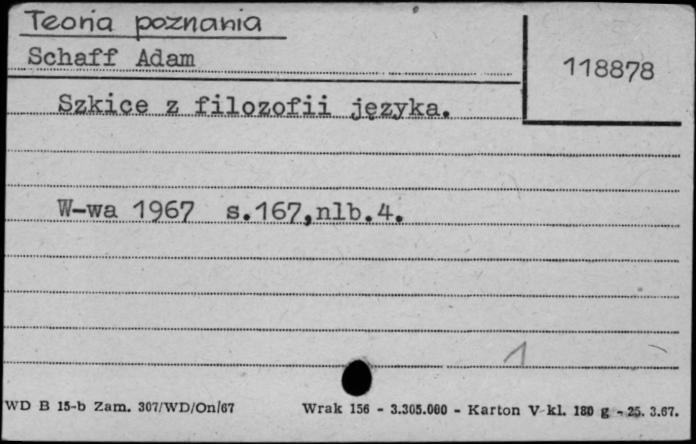 Teoria poznania
Schaff Adam
118878
Szkice z filozofii języka.
W-wa 1967 s.167,nlb.4.
1
WD B 15-b Zam. 307/WD/On/67 Wrak 156 - 3.305.000 - Karton V kl. 180 g - 25. 3.67.